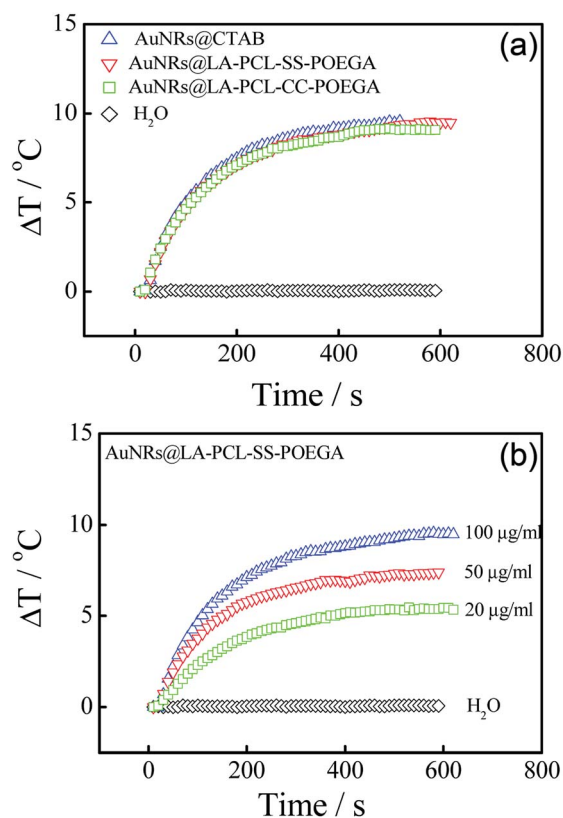 15
(a)
AuNRs@CTAB
AuNRs@LA-PCL-SS-POEGA
AuNRs@LA-PCL-CC-POEGA
H2O
10
5
0
ΔT / °C
0 200 400 600 800
Time / s
15
AuNRs@LA-PCL-SS-POEGA
(b)
10
100 μg/ml
50 μg/ml
5
20 μg/ml
0
H2O
ΔT / °C
0 200 400 600 800
Time / s